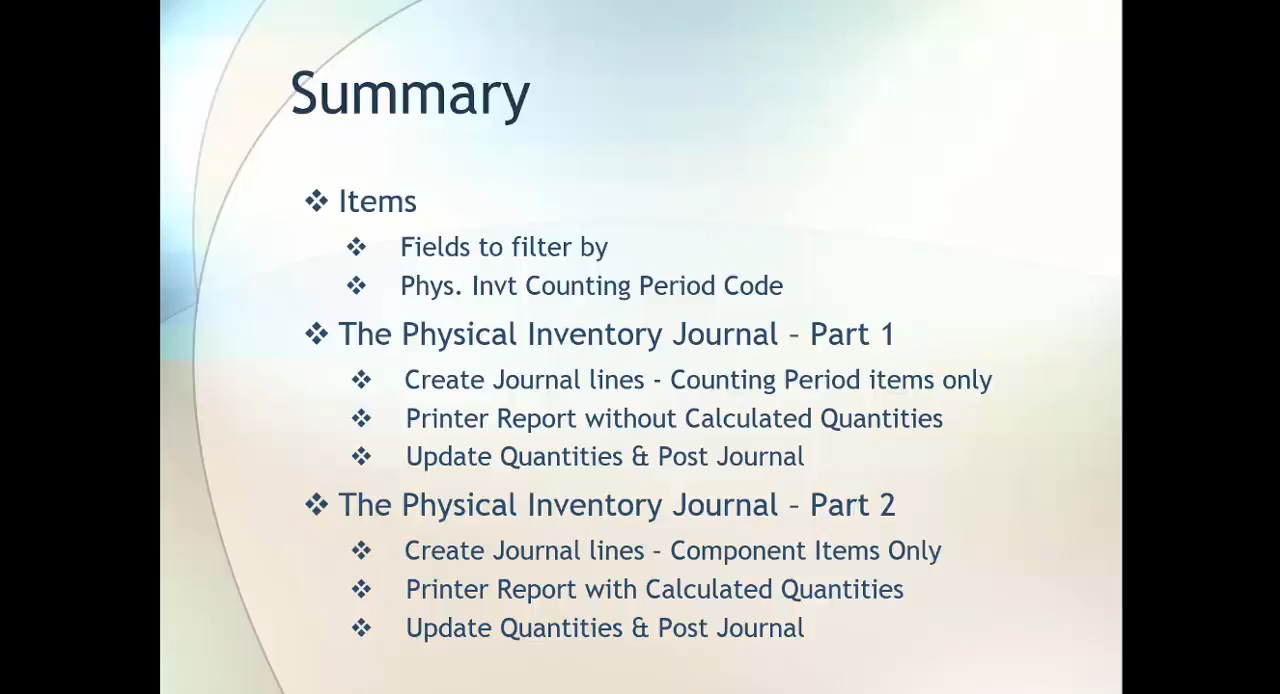 Summary
Items
Fields to filter by
Phys. Invt Counting Period Code
The Physical Inventory Journal – Part 1
Create Journal lines - Counting Period items only
Printer Report without Calculated Quantities
Update Quantities & Post Journal
The Physical Inventory Journal – Part 2
Create Journal lines – Component Items Only
Printer Report with Calculated Quantities
Update Quantities & Post Journal